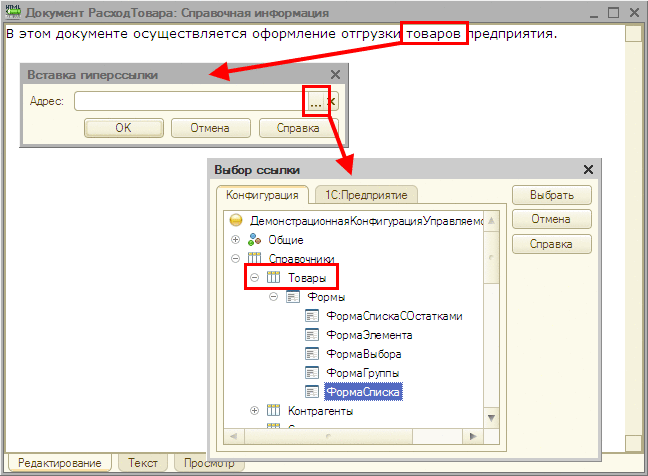 Документ РасходТовара: Справочная информация
В этом документе осуществляется оформление отгрузки товаров предприятия.
Вставка гиперссылки
Адрес:
...
ОК Отмена Справка
Выбор ссылки
Конфигурация 1С:Предприятие
Выбрать
Отмена
Справка
ДемонстрационнаяКонфигурацияУправляемо
Общие
Справочники
Товары
Формы
ФормаСпискаСОстатками
ФормаЭлемента
ФормаВыбора
ФормаГруппы
ФормаСписка
Контрагенты
Редактирование Текст Просмотр